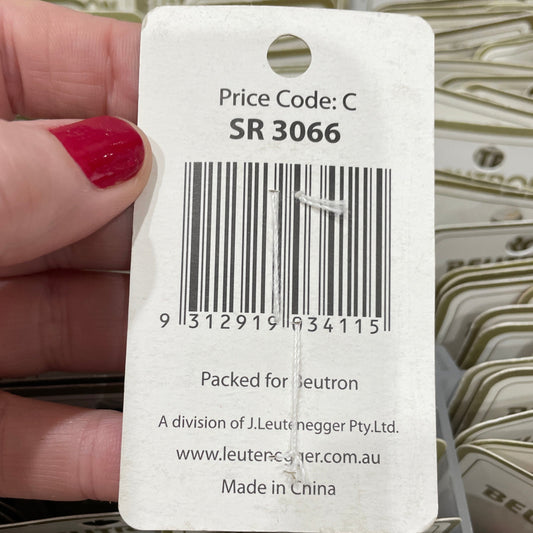 Price Code: C
SR 3066
9 312919 034115
Packed for Beutron
A division of J.Leutenegger Pty.Ltd.
www.leutenegger.com.au
Made in China